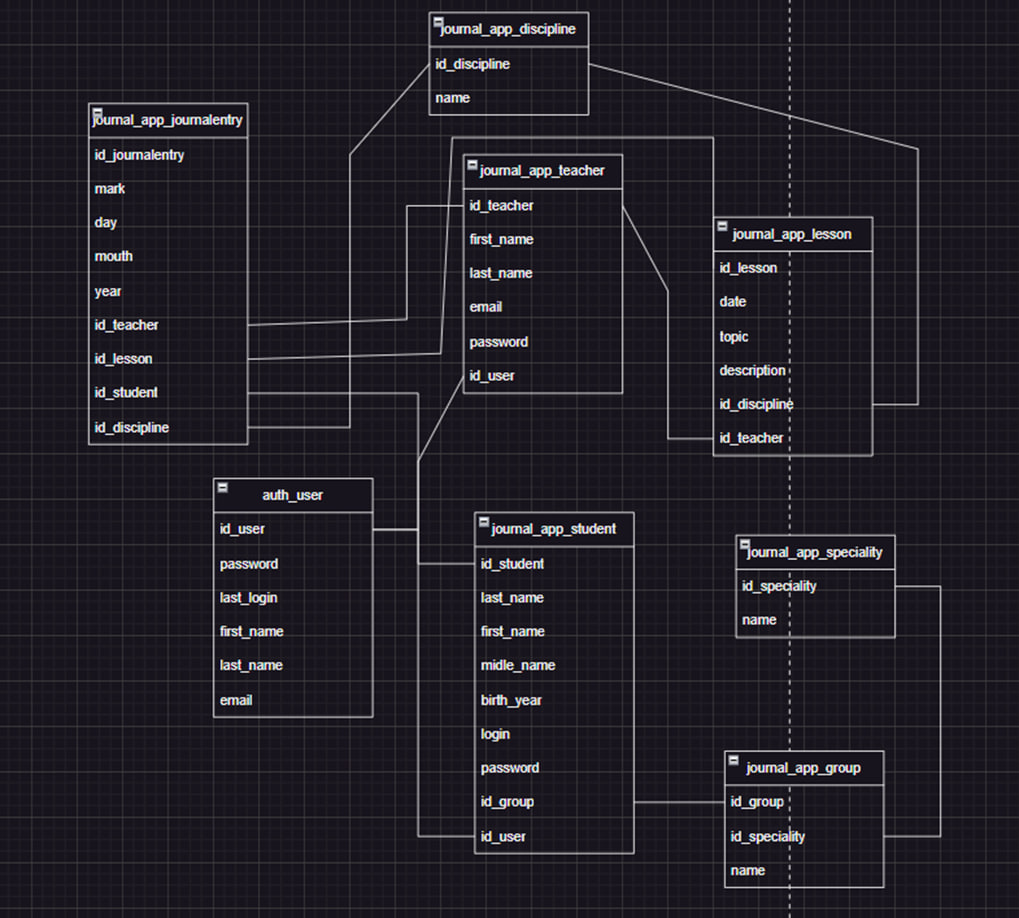 journal_app_discipline
id_discipline
name
journal_app_journalentry
id_journalentry
mark
day
mouth
year
id_teacher
id_lesson
id_student
id_discipline
journal_app_teacher
id_teacher
first_name
last_name
email
password
id_user
journal_app_lesson
id_lesson
date
topic
description
id_discipline
id_teacher
auth_user
id_user
password
last_login
first_name
last_name
email
journal_app_student
id_student
last_name
first_name
midle_name
birth_year
login
password
id_group
id_user
journal_app_speciality
id_speciality
name
journal_app_group
id_group
id_speciality
name